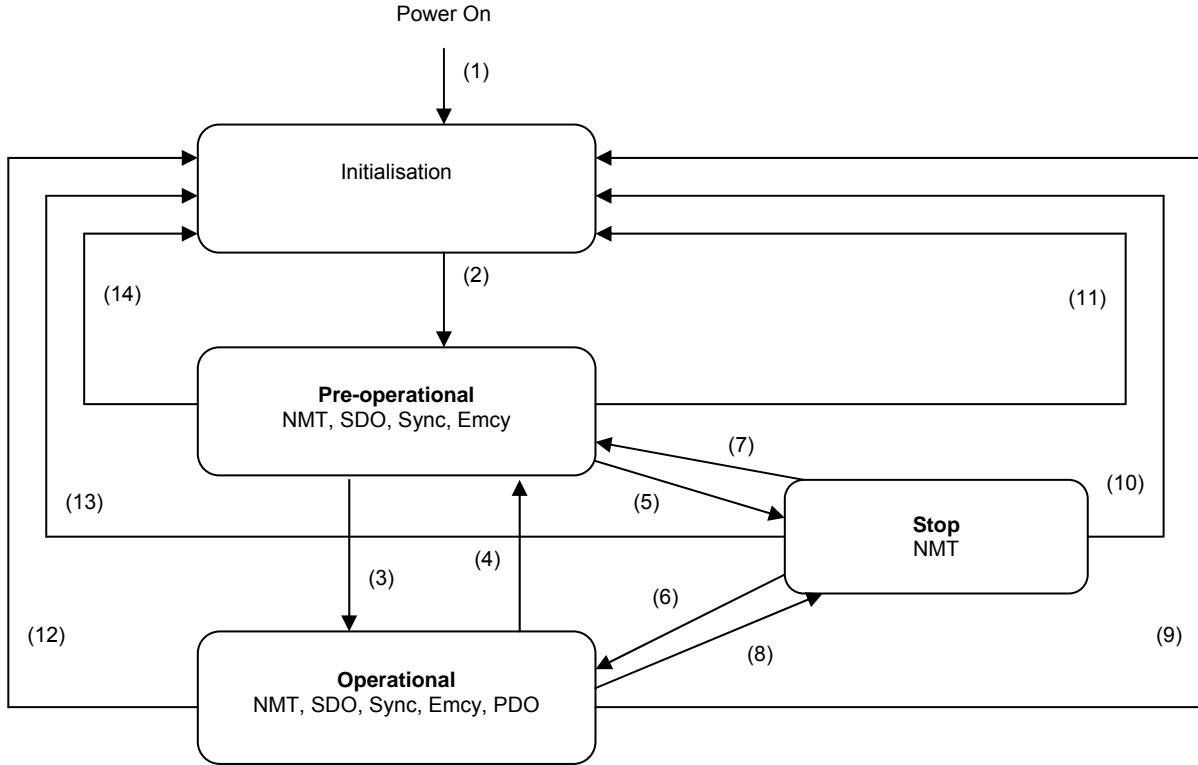 Power On
(1)
Initialisation
(2)
(14)
(11)
Pre-operational
NMT, SDO, Sync, Emcy
(7)
(13)
(5)
(10)
Stop
NMT
(3)
(4)
(6)
(12)
(8)
(9)
Operational
NMT, SDO, Sync, Emcy, PDO